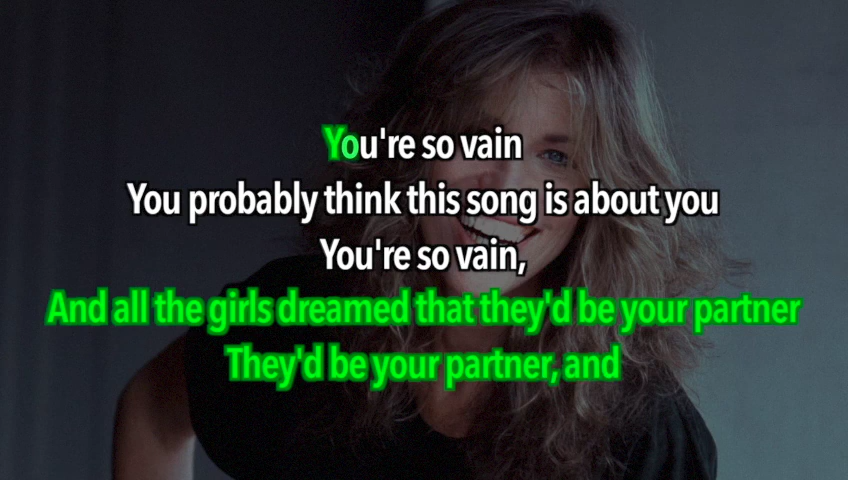 You're so vain
You probably think this song is about you
You're so vain,
And all the girls dreamed that they'd be your partner
They'd be your partner, and